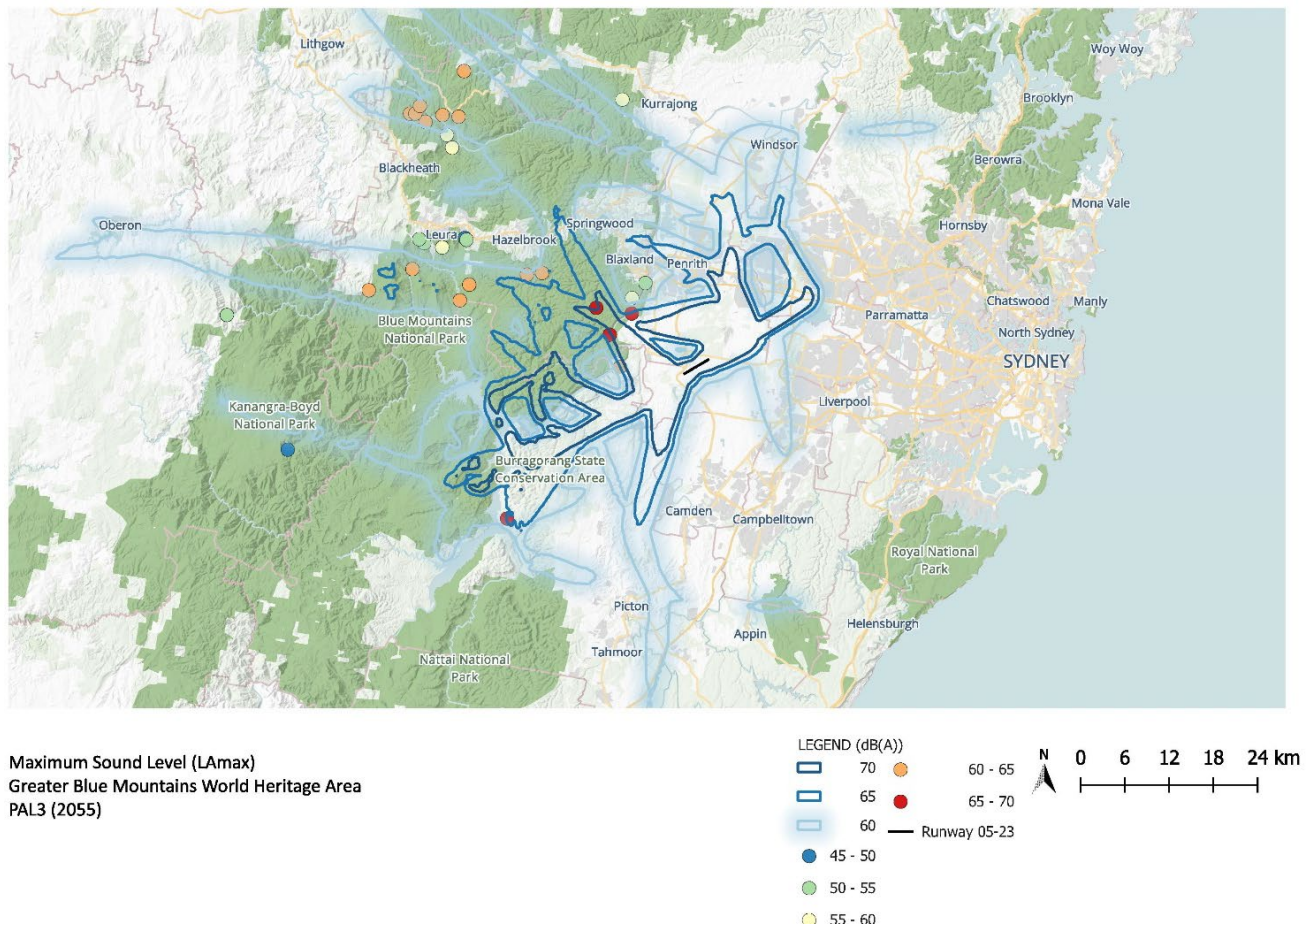 Lithgow
Woy Woy
Kurrajong
Brooklyn
Windsor
Berowra
Blackheath
Mona Vale
Oberon
Springwood
Hornsby
Leura
Hazelbrook
Blaxland
Penrith
Chatswood
Manly
Parramatta
Blue Mountains
National Park
North Sydney
SYDNEY
Liverpool
Kanangra-Boyd
National Park
Burragorang State
Conservation Area
Camden
Campbelltown
Royal National
Park
Picton
Appin
Helensburgh
Tahmoor
Nattai National
Park
Maximum Sound Level (LAmax)
Greater Blue Mountains World Heritage Area
PAL3 (2055)
LEGEND (dB(A))
70
65
60
45 - 50
50 - 55
55 - 60
60 - 65
65 - 70
Runway 05-23
N
0 6 12 18 24 km